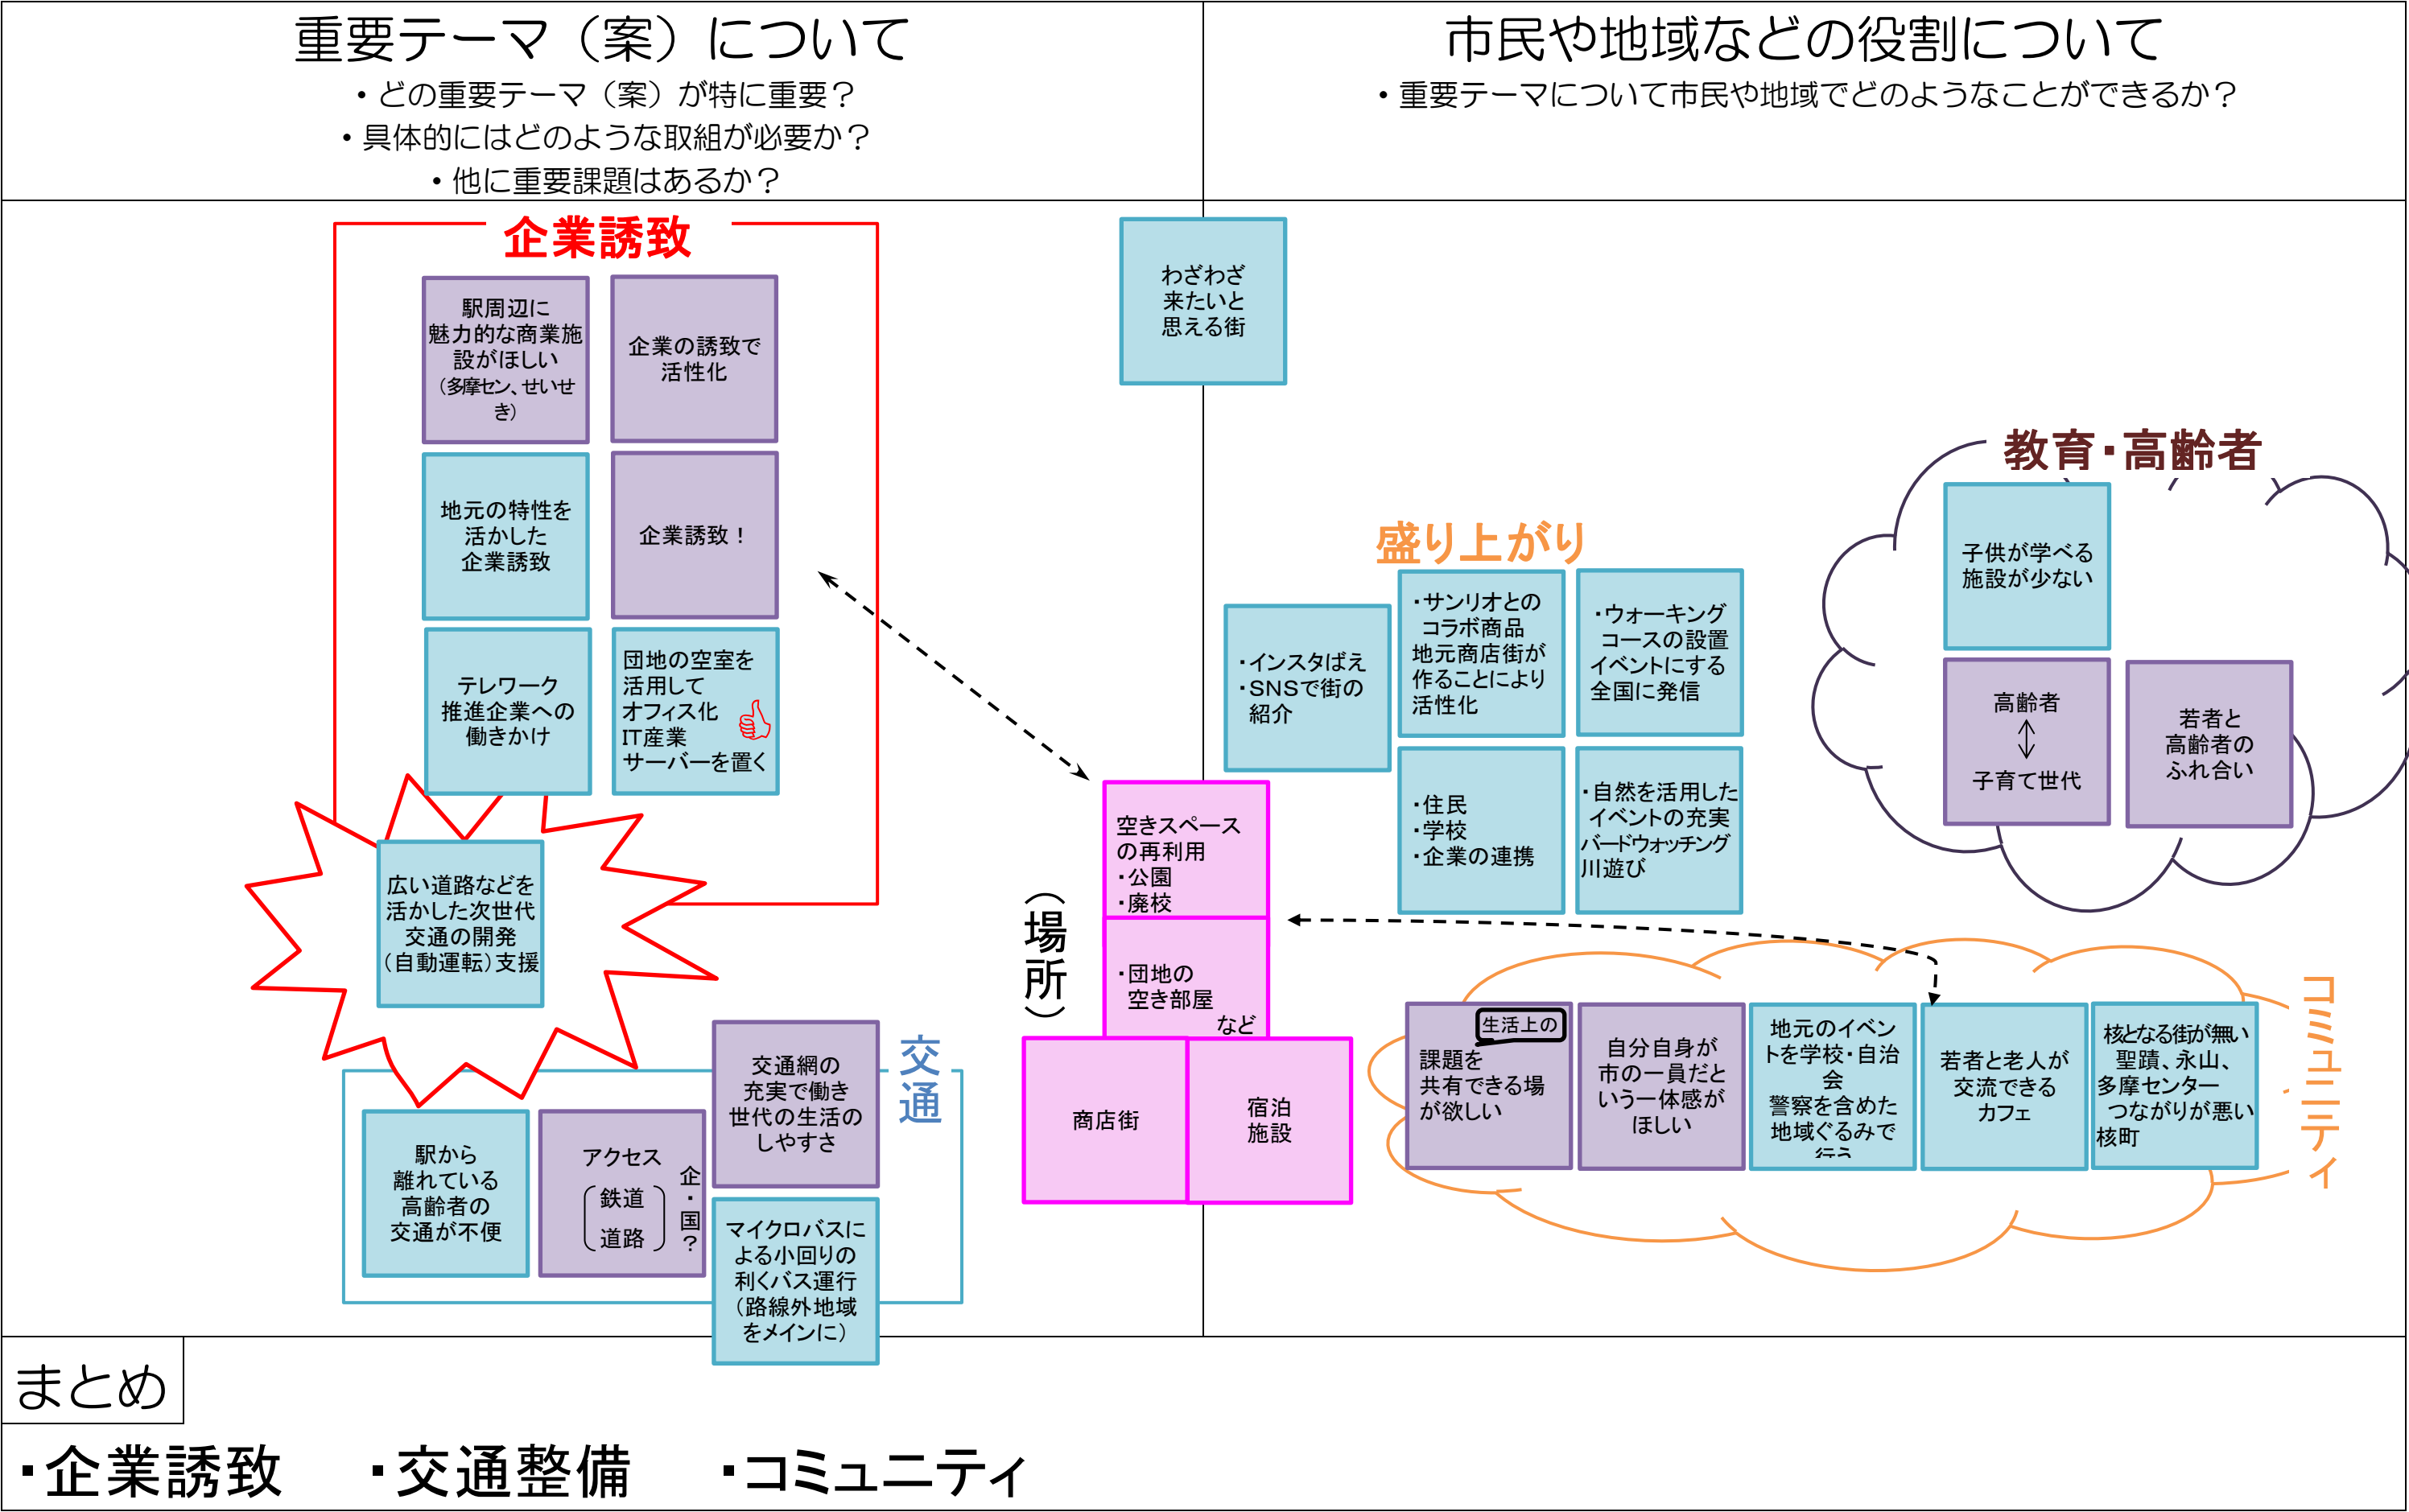 重要テーマ（案）について
・どの重要テーマ（案）が特に重要？
・具体的にはどのような取組が必要か？
・他に重要課題はあるか？
市民や地域などの役割について
・重要テーマについて市民や地域でどのようなことができるか？
企業誘致
駅周辺に
魅力的な商業施
設がほしい
（多摩セン、せいせ
き）
企業の誘致で
活性化
地元の特性を
活かした
企業誘致
企業誘致！
テレワーク
推進企業への
働きかけ
団地の空室を
活用して
オフィス化
IT産業
サーバーを置く
広い道路などを
活かした次世代
交通の開発
（自動運転）支援
交通
交通網の
充実で働き
世代の生活の
しやすさ
駅から
離れている
高齢者の
交通が不便
アクセス
鉄道
道路
企・国？
マイクロバスに
よる小回りの
利くバス運行
（路線外地域
をメインに）
わざわざ
来たいと
思える街
（場所）
空きスペース
の再利用
・公園
・廃校
・団地の
空き部屋
など
商店街
宿泊
施設
盛り上がり
・インスタばえ
・SNSで街の
紹介
・サンリオとの
コラボ商品
地元商店街が
作ることにより
活性化
・ウォーキング
コースの設置
イベントにする
全国に発信
・住民
・学校
・企業の連携
・自然を活用した
イベントの充実
バードウォッチング
川遊び
教育・高齢者
子供が学べる
施設が少ない
高齢者
↕
子育て世代
若者と
高齢者の
ふれ合い
コミュニティ
生活上の
課題を
共有できる場
が欲しい
自分自身が
市の一員だと
いう一体感が
ほしい
地元のイベン
トを学校・自治
会
警察を含めた
地域ぐるみで
行う
若者と老人が
交流できる
カフェ
核となる街が無い
聖蹟、永山、
多摩センター
つながりが悪い
核町
まとめ
・企業誘致　・交通整備　・コミュニティ